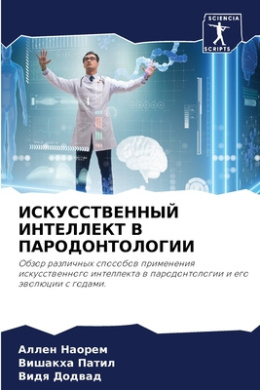 SCIENCIA
SCRIPTS
ИСКУССТВЕННЫЙ
ИНТЕЛЛЕКТ В
ПАРОДОНТОЛОГИИ
Обзор различных способов применения
искусственного интеллекта в пародонтологии и его
эволюции с годами.
Аллен Наорем
Вишакха Патил
Видя Додвад